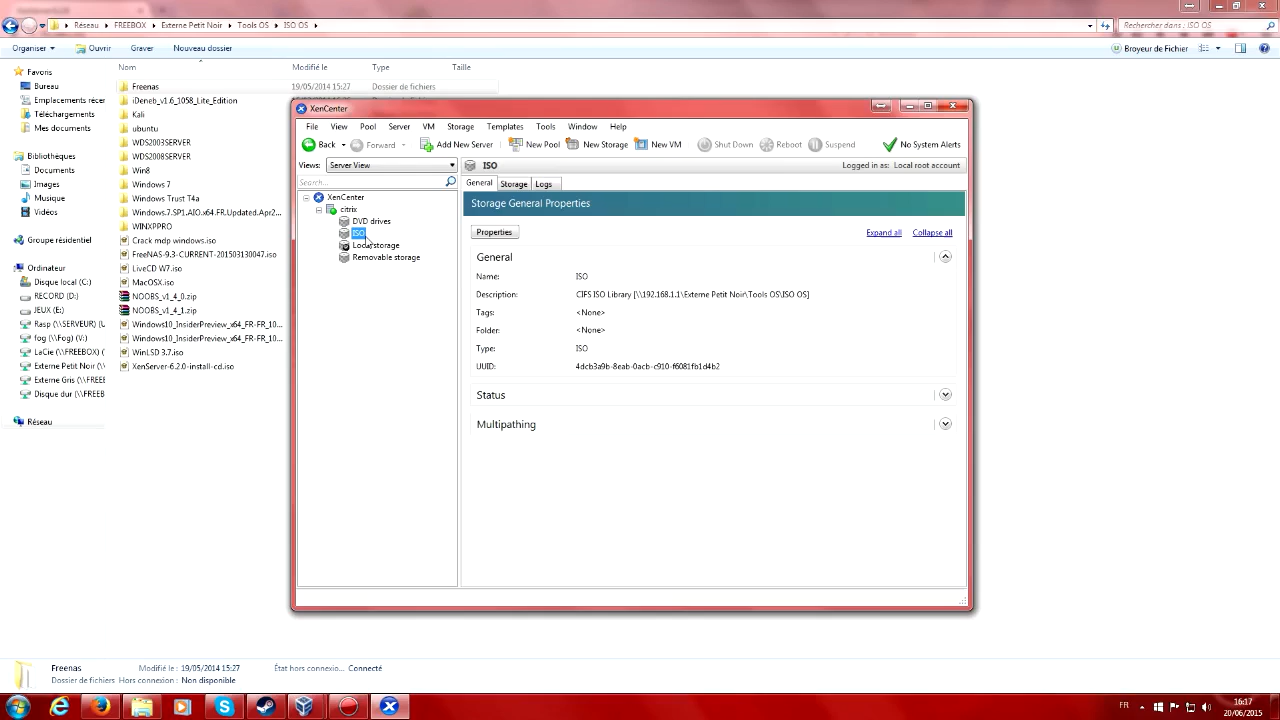 Réseau ▸ FREEBOX ▸ Externe Petit Noir ▸ Tools OS ▸ ISO OS ▸
Rechercher dans : ISO OS
Organiser Ouvrir Graver Nouveau dossier Broyeur de Fichier
Nom Modifié le Type Taille
Favoris
Bureau
Emplacements récer
Téléchargements
Mes documents
Bibliothèques
Documents
Images
Musique
Vidéos
Groupe résidentiel
Ordinateur
Disque local (C:)
RECORD (D:)
JEUX (E:)
Rasp (\\SERVEUR) (U
fog (\\Fog) (V:)
LaCie (\\FREEBOX) (
Externe Petit Noir (\\
Externe Gris (\\FREEB
Disque dur (\\FREEB
Réseau
Freenas 19/05/2014 15:27 Dossier de fichiers
iDeneb_v1.6_1058_Lite_Edition
Kali
ubuntu
WDS2003SERVER
WDS2008SERVER
Win8
Windows 7
Windows Trust T4a
Windows.7.SP1.AIO.x64.FR.Updated.Apr2...
WINXPPRO
Crack mdp windows.iso
FreeNAS-9.3-CURRENT-201503130047.iso
LiveCD W7.iso
MacOSX.iso
NOOBS_v1_4_0.zip
NOOBS_v1_4_1.zip
Windows10_InsiderPreview_x64_FR-FR_10...
Windows10_InsiderPreview_x64_FR-FR_10...
WinLSD 3.7.iso
XenServer-6.2.0-install-cd.iso
XenCenter
File View Pool Server VM Storage Templates Tools Window Help
Back Forward Add New Server New Pool New Storage New VM Shut Down Reboot Suspend No System Alerts
Views: Server View
Search...
XenCenter
citrix
DVD drives
ISO
Local storage
Removable storage
ISO Logged in as: Local root account
General Storage Logs
Storage General Properties
Properties Expand all Collapse all
General
Name: ISO
Description: CIFS ISO Library [\\192.168.1.1\Externe Petit Noir\Tools OS\ISO OS]
Tags: <None>
Folder: <None>
Type: ISO
UUID: 4dcb3a9b-8eab-0acb-c910-f6081fb1d4b2
Status
Multipathing
Freenas Modifié le : 19/05/2014 15:27 État hors connexio... Connecté
Dossier de fichiers Hors connexion : Non disponible
FR 16:17
20/06/2015